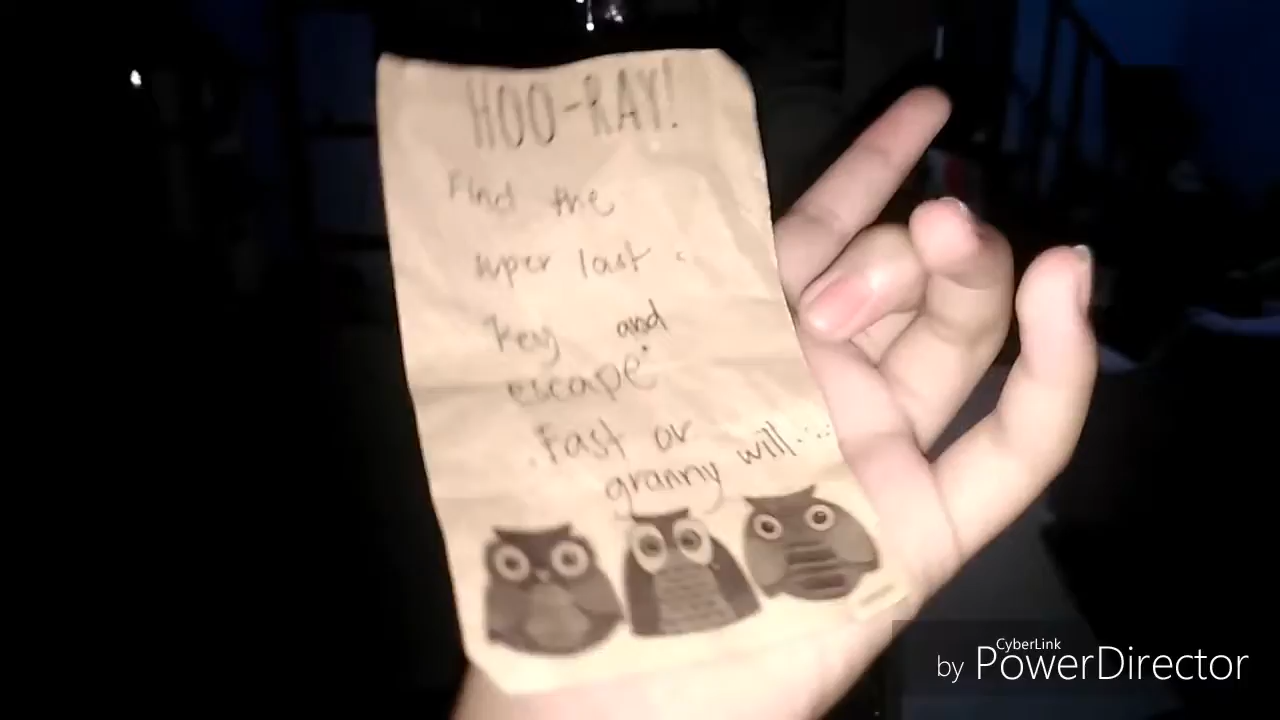 HOO-RAY!
Find the
super last
key and
escape
Fast or
granny will....
CyberLink
by PowerDirector